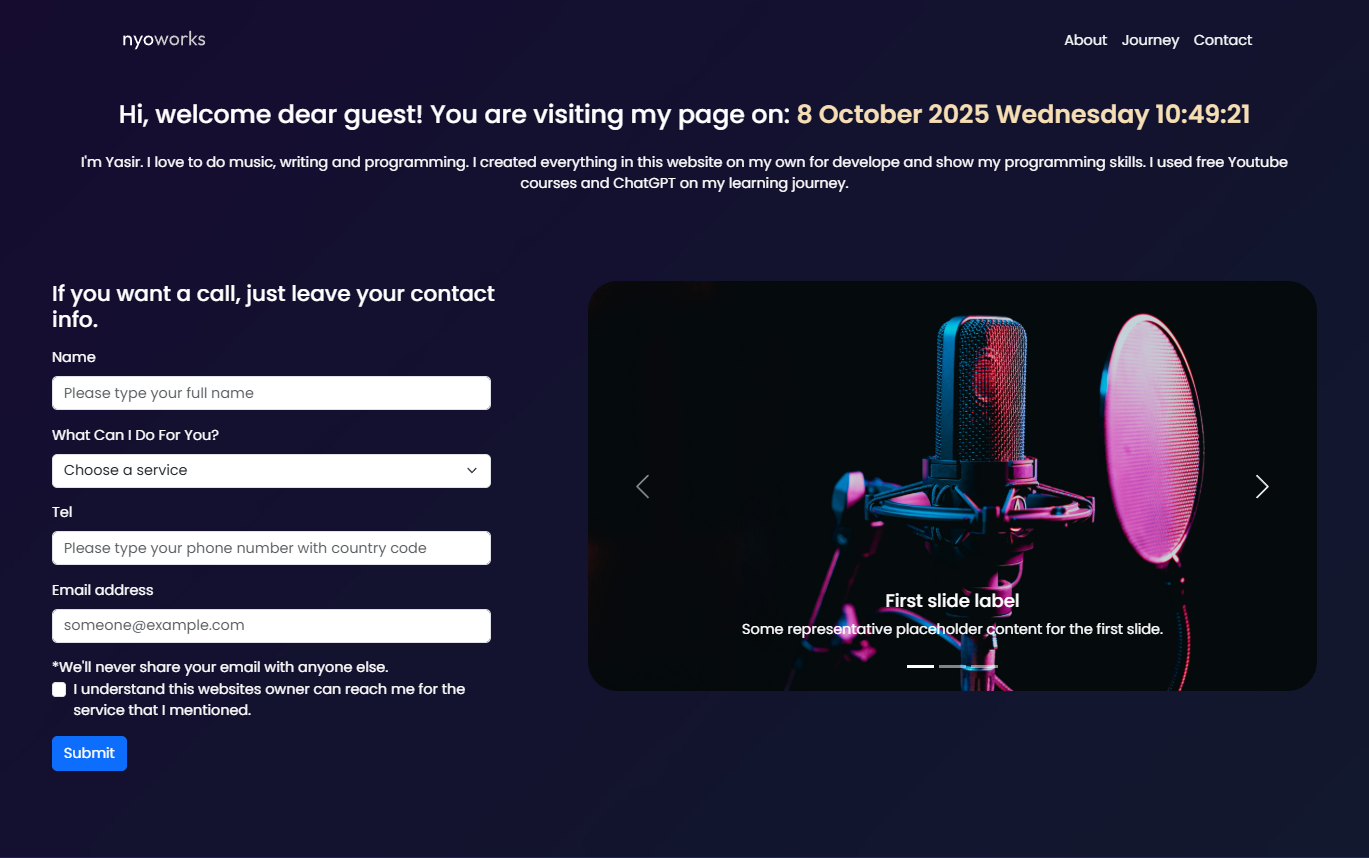 nyoworks
About Journey Contact
Hi, welcome dear guest! You are visiting my page on: 8 October 2025 Wednesday 10:49:21
I'm Yasir. I love to do music, writing and programming. I created everything in this website on my own for develope and show my programming skills. I used free Youtube
courses and ChatGPT on my learning journey.
If you want a call, just leave your contact
info.
Name
Please type your full name
What Can I Do For You?
Choose a service
Tel
Please type your phone number with country code
Email address
someone@example.com
*We'll never share your email with anyone else.
I understand this websites owner can reach me for the
service that I mentioned.
Submit
First slide label
Some representative placeholder content for the first slide.